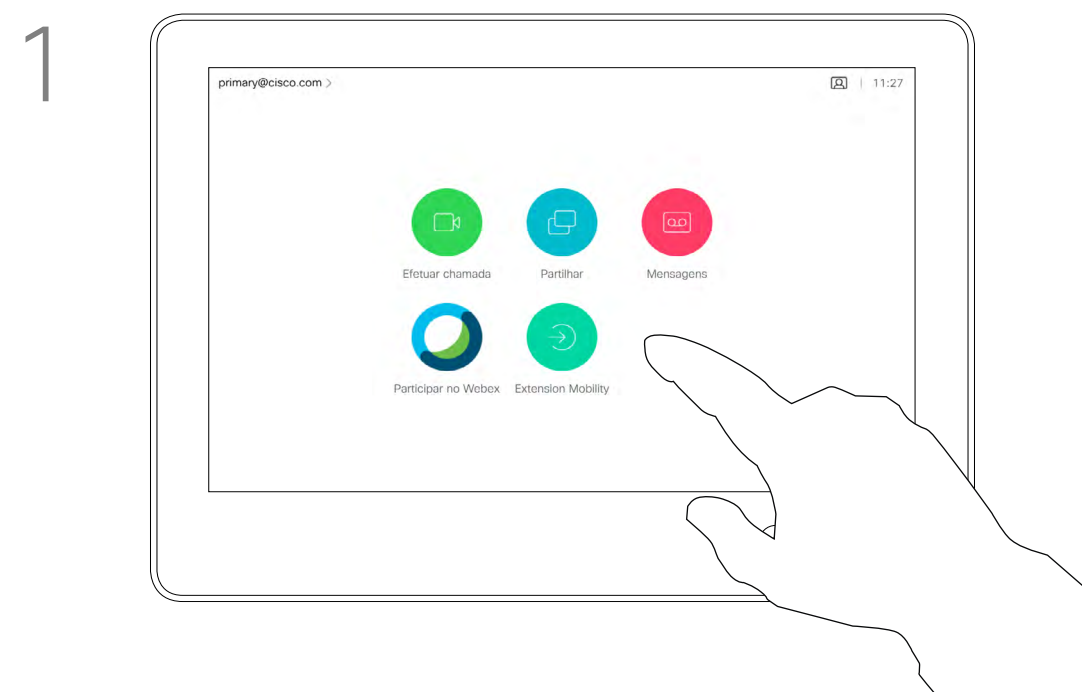 1
primary@cisco.com >
11:27
Efetuar chamada
Partilhar
Mensagens
Participar no Webex
Extension Mobility